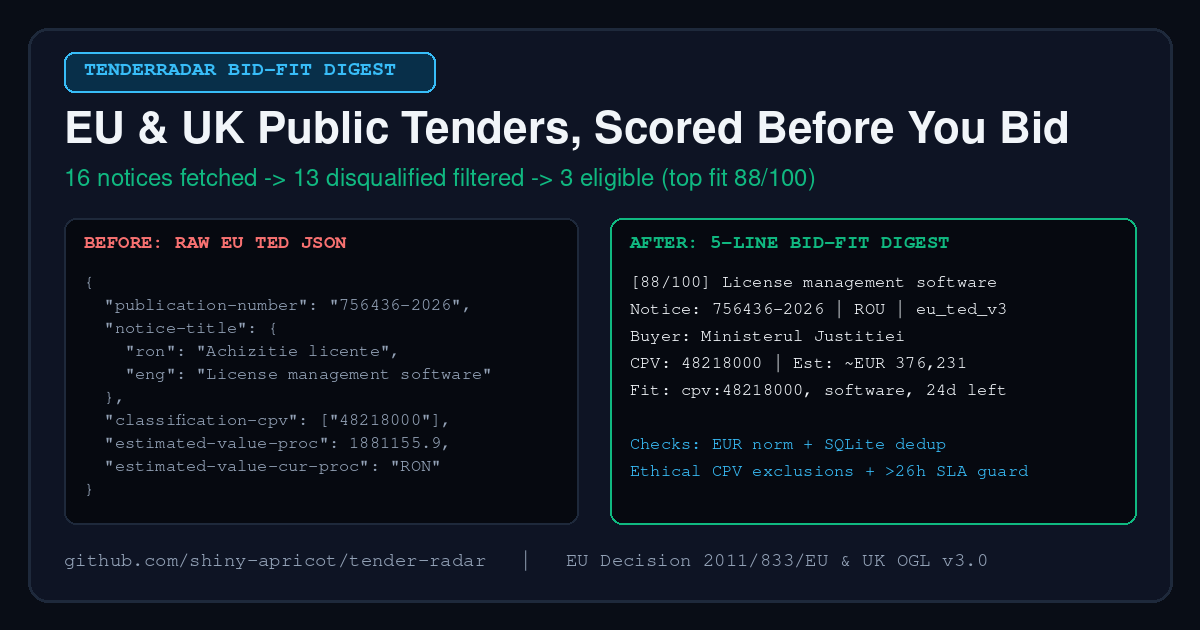 TENDERRADAR BID-FIT DIGEST
EU & UK Public Tenders, Scored Before You Bid
16 notices fetched -> 13 disqualified filtered -> 3 eligible (top fit 88/100)
BEFORE: RAW EU TED JSON
{
  "publication-number": "756436-2026",
  "notice-title": {
    "ron": "Achizitie licente",
    "eng": "License management software"
  },
  "classification-cpv": ["48218000"],
  "estimated-value-proc": 1881155.9,
  "estimated-value-cur-proc": "RON"
}
AFTER: 5-LINE BID-FIT DIGEST
[88/100] License management software
Notice: 756436-2026 | ROU | eu_ted_v3
Buyer: Ministerul Justitiei
CPV: 48218000 | Est: ~EUR 376,231
Fit: cpv:48218000, software, 24d left
Checks: EUR norm + SQLite dedup
Ethical CPV exclusions + >26h SLA guard
github.com/shiny-apricot/tender-radar | EU Decision 2011/833/EU & UK OGL v3.0